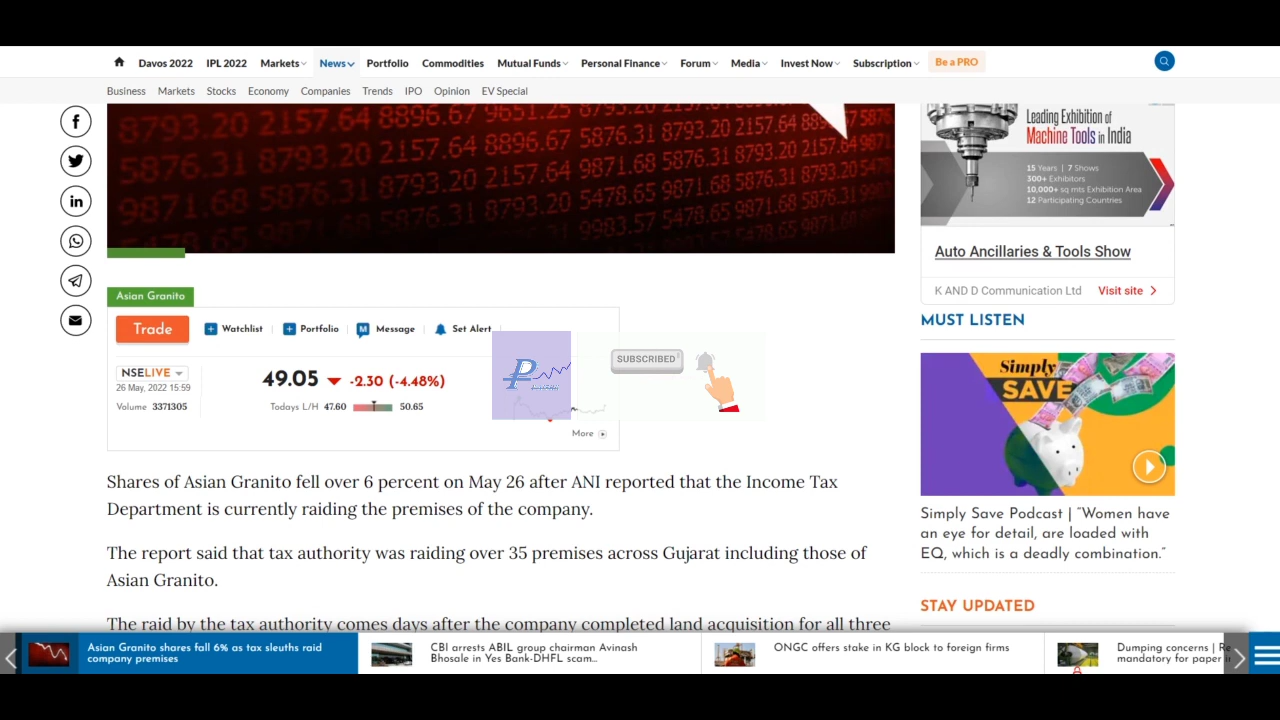 Davos 2022 IPL 2022 Markets News Portfolio Commodities Mutual Funds Personal Finance Forum Media Invest Now Subscription Be a PRO
Business Markets Stocks Economy Companies Trends IPO Opinion EV Special
Leading Exhibition of
Machine Tools in India
15 Years | 7 Shows
300+ Exhibitors
10,000+ sq mts Exhibition Area
12 Participating Countries
Auto Ancillaries & Tools Show
K AND D Communication Ltd Visit site
Asian Granito
Trade Watchlist Portfolio Message Set Alert
NSELIVE
26 May, 2022 15:59
49.05 -2.30 (-4.48%)
Volume 3371305
Todays L/H 47.60 50.65
More
SUBSCRIBED
Shares of Asian Granito fell over 6 percent on May 26 after ANI reported that the Income Tax
Department is currently raiding the premises of the company.
The report said that tax authority was raiding over 35 premises across Gujarat including those of
Asian Granito.
The raid by the tax authority comes days after the company completed land acquisition for all three
MUST LISTEN
Simply
SAVE
Simply Save Podcast | “Women have
an eye for detail, are loaded with
EQ, which is a deadly combination.”
STAY UPDATED
Asian Granito shares fall 6% as tax sleuths raid
company premises
CBI arrests ABIL group chairman Avinash
Bhosale in Yes Bank-DHFL scam...
ONGC offers stake in KG block to foreign firms
Dumping concerns |
mandatory for paper